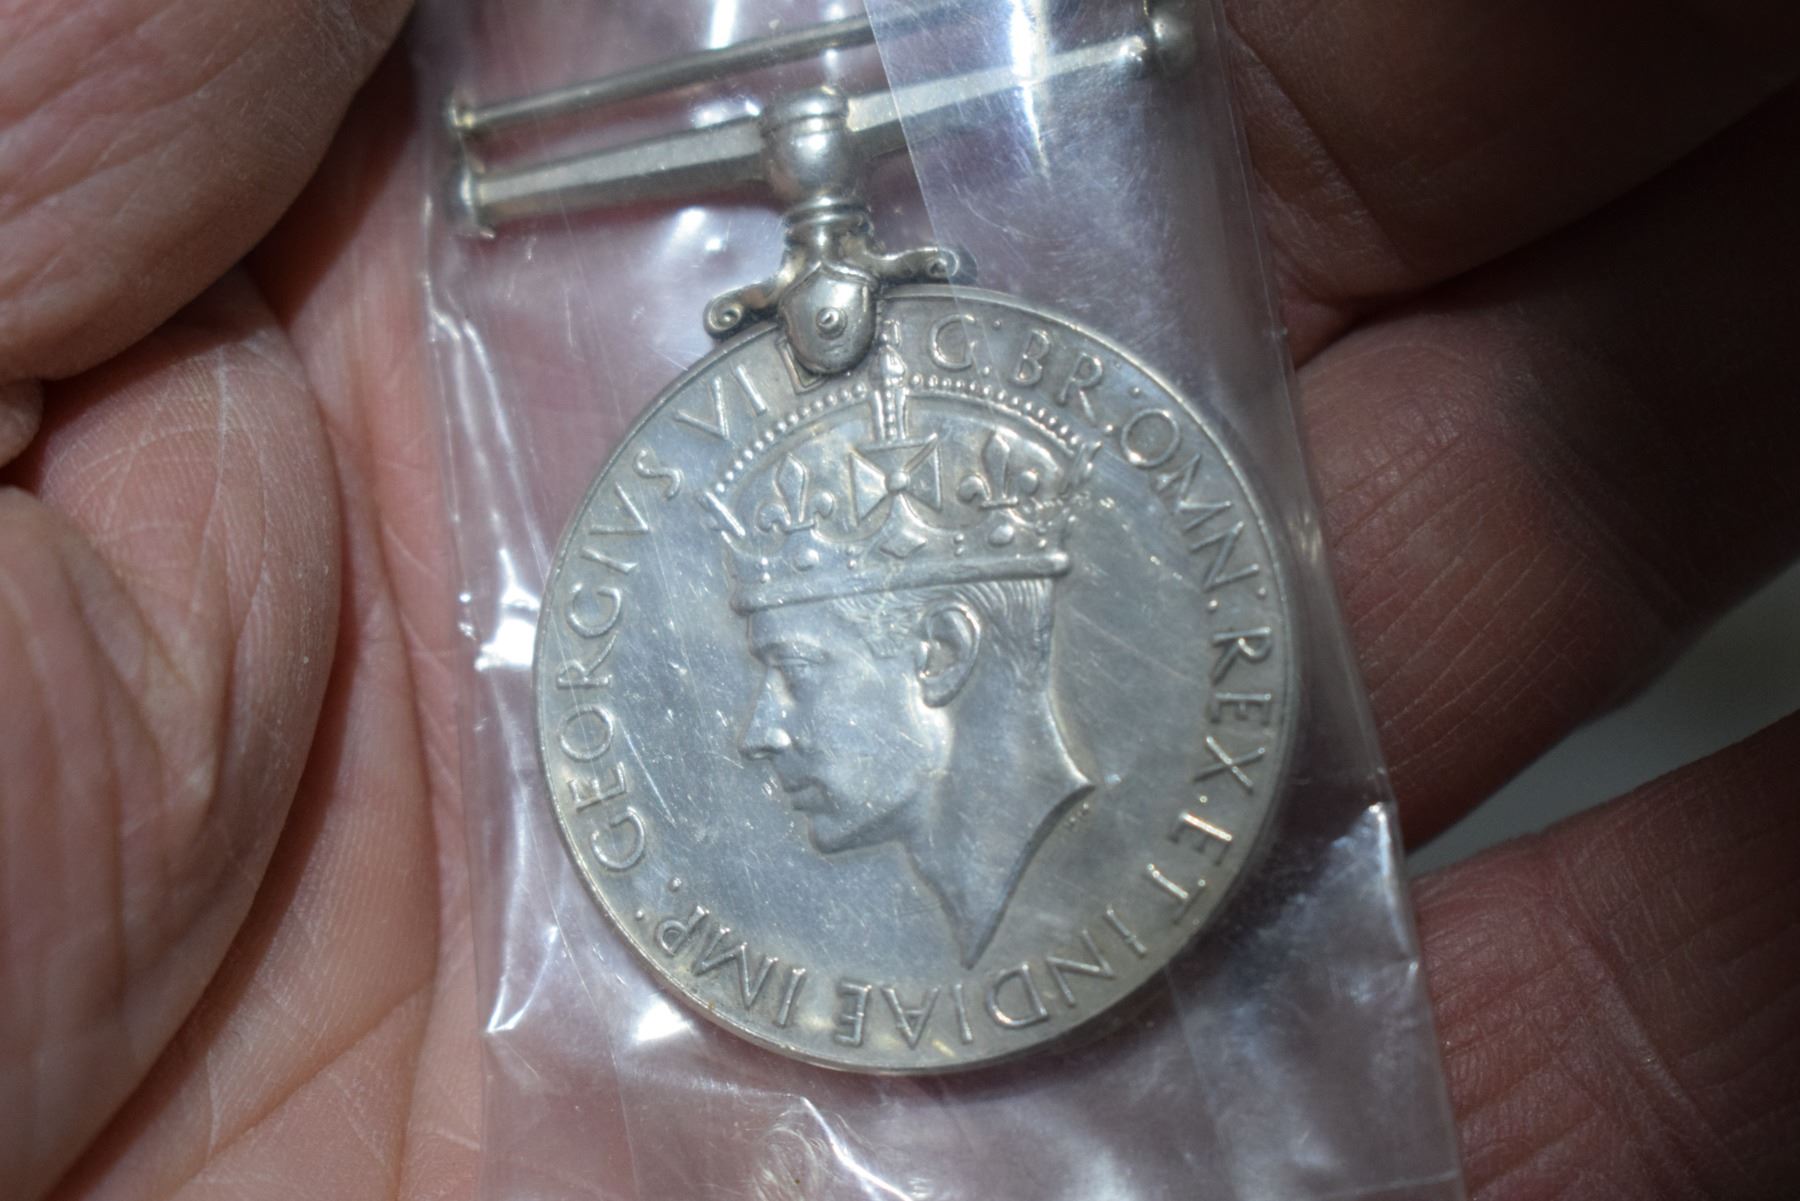 GEORGIVS VI D: G: BR: OMN: REX ET INDIAE IMP: